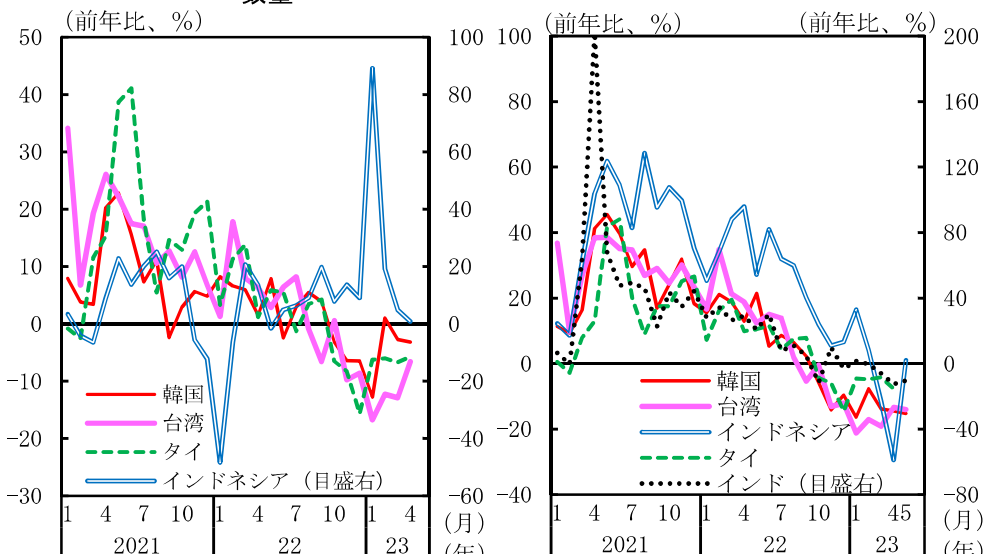 数量
(前年比、%)
(前年比、%)
(前年比、%)
50
40
30
20
10
0
−10
−20
−30
100
80
60
40
20
0
−20
−40
−60
韓国
台湾
タイ
インドネシア（目盛右）
1 4 7 10 1 4 7 10 1 4 (月)
2021 22 23 (年)
100
80
60
40
20
0
−20
−40
200
160
120
80
40
0
−40
−80
韓国
台湾
インドネシア
タイ
インド（目盛右）
1 4 7 10 1 4 7 10 1 45 (月)
2021 22 23 (年)